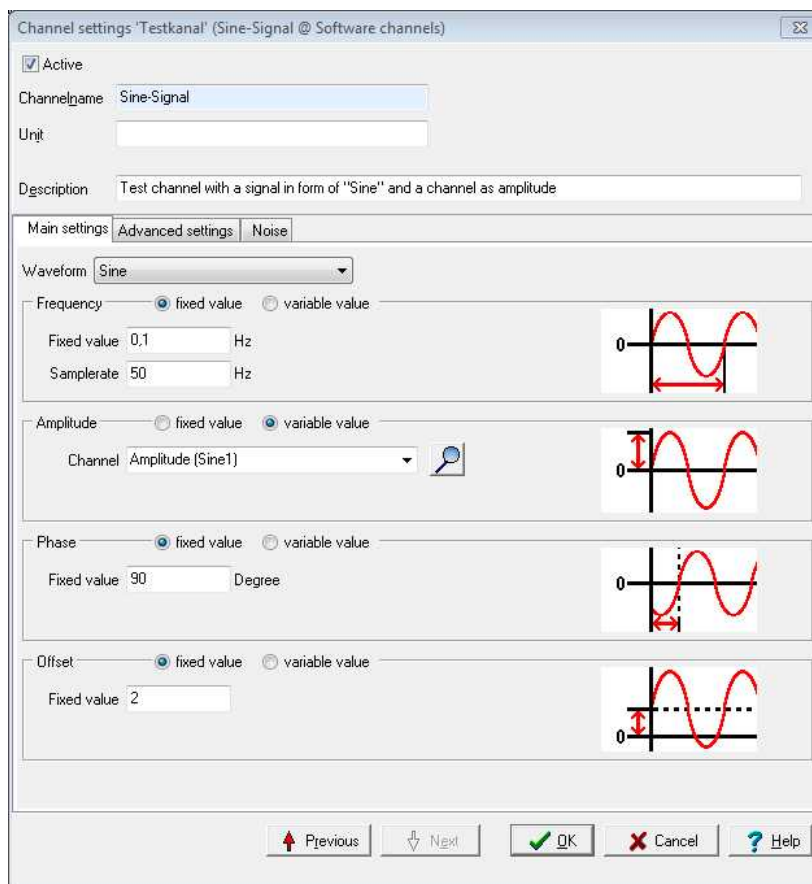 Channel settings 'Testkanal' (Sine-Signal @ Software channels)
Active
Channelname Sine-Signal
Unit
Description Test channel with a signal in form of "Sine" and a channel as amplitude
Main settings Advanced settings Noise
Waveform Sine
Frequency fixed value variable value
Fixed value 0,1 Hz
0
Samplerate 50 Hz
Amplitude fixed value variable value
Channel Amplitude (Sine1)
0
Phase fixed value variable value
Fixed value 90 Degree
0
Offset fixed value variable value
Fixed value 2
0
Previous Next OK Cancel Help